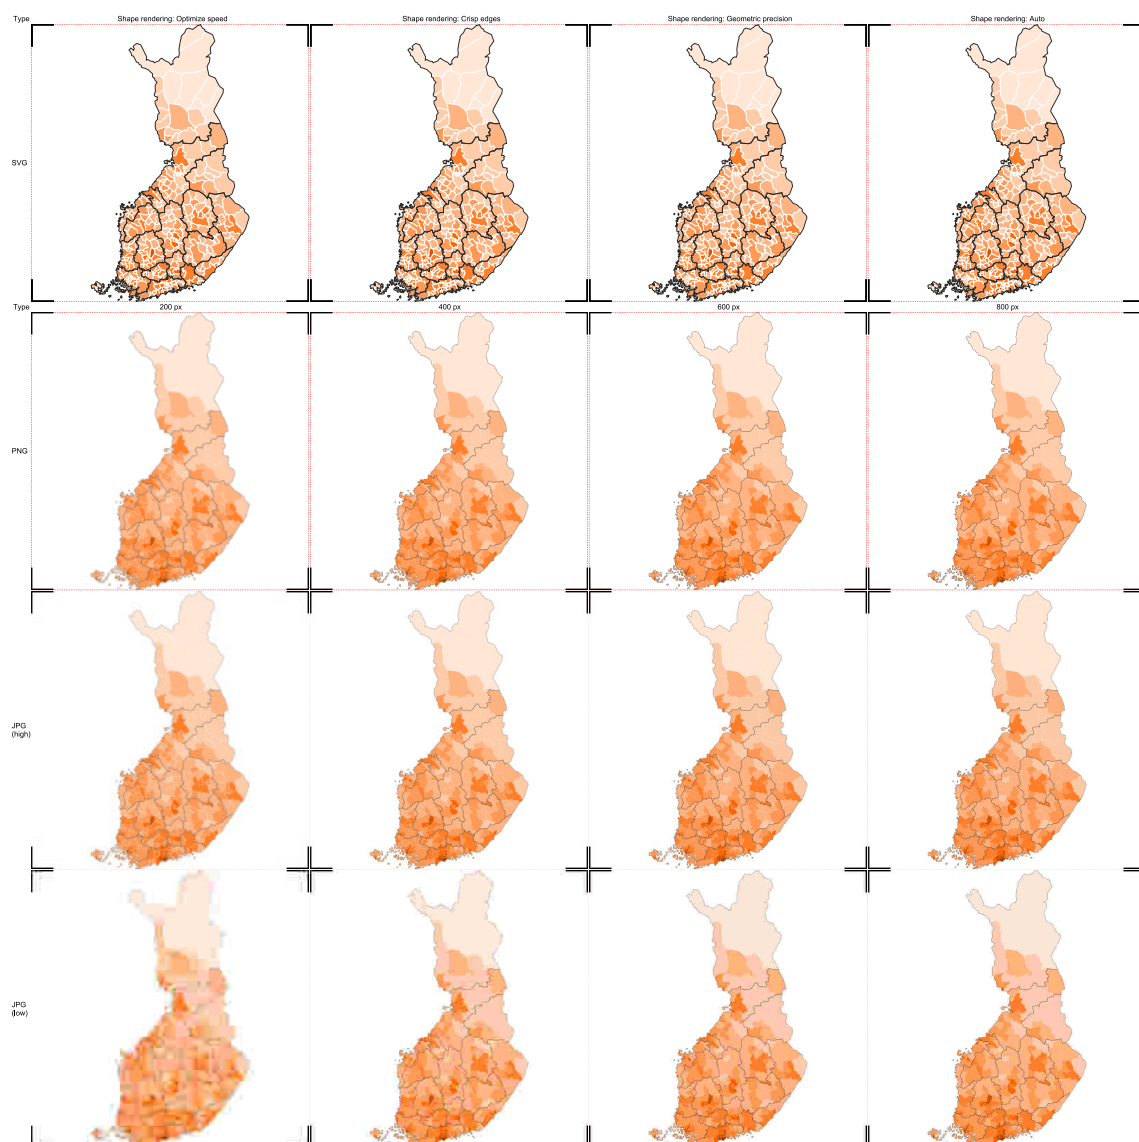 Type Shape rendering: Optimize speed Shape rendering: Crisp edges Shape rendering: Geometric precision Shape rendering: Auto
SVG
Type 200 px 400 px 600 px 800 px
PNG
JPG
(high)
JPG
(low)